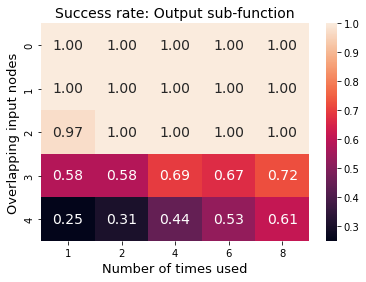 Success rate: Output sub-function
Overlapping input nodes
0 1.00 1.00 1.00 1.00 1.00
1 1.00 1.00 1.00 1.00 1.00
2 0.97 1.00 1.00 1.00 1.00
3 0.58 0.58 0.69 0.67 0.72
4 0.25 0.31 0.44 0.53 0.61
1 2 4 6 8
Number of times used
1.0
0.9
0.8
0.7
0.6
0.5
0.4
0.3